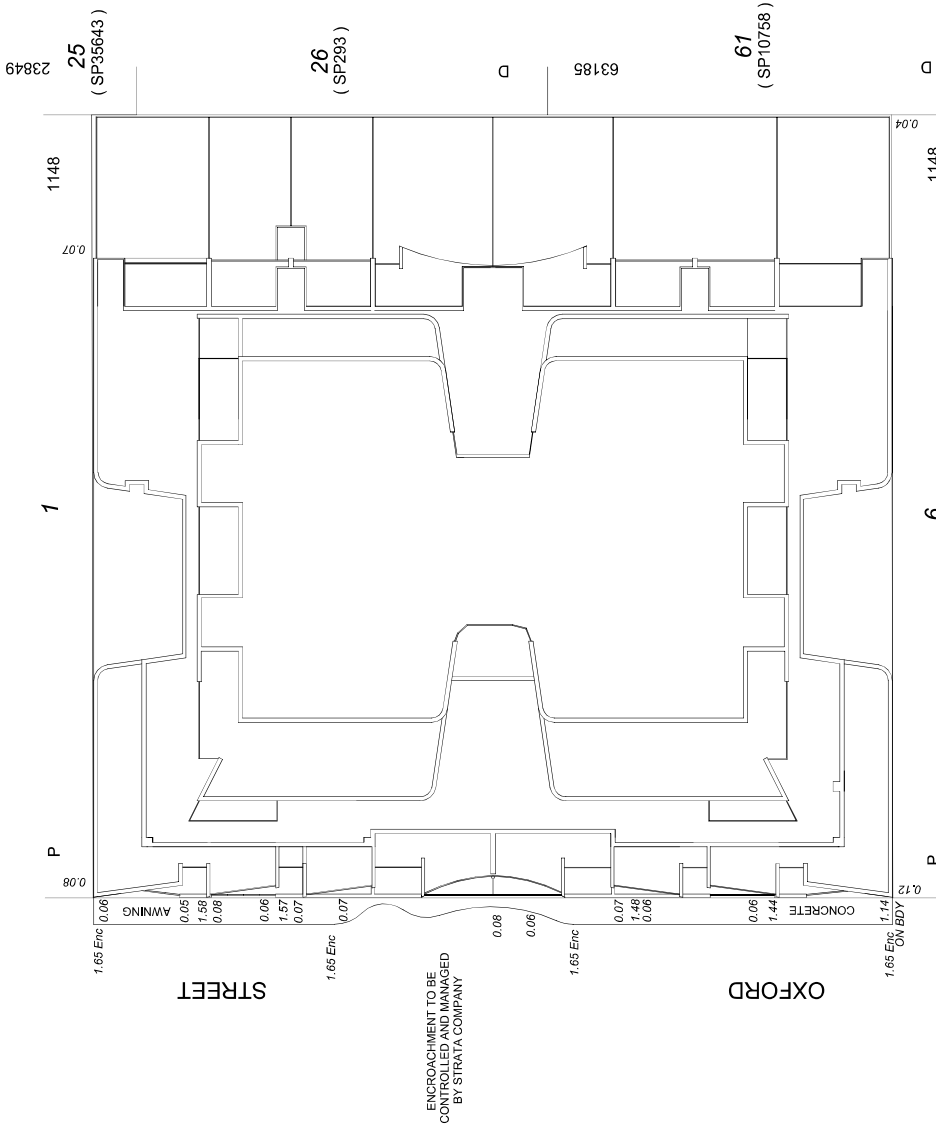 23849
25
( SP35643 )
26
( SP293 )
D
63185
61
( SP10758 )
D
1148
0.07
0.04
1148
1
6
P
0.08
P
0.12
0.06
AWNING
0.05
1.58
0.08
0.06
1.57
0.07
0.07
0.08
0.06
0.07
1.48
0.06
0.06
1.44
CONCRETE
1.14
ON BDY
1.65 Enc
1.65 Enc
1.65 Enc
1.65 Enc
STREET
OXFORD
ENCROACHMENT TO BE
CONTROLLED AND MANAGED
BY STRATA COMPANY